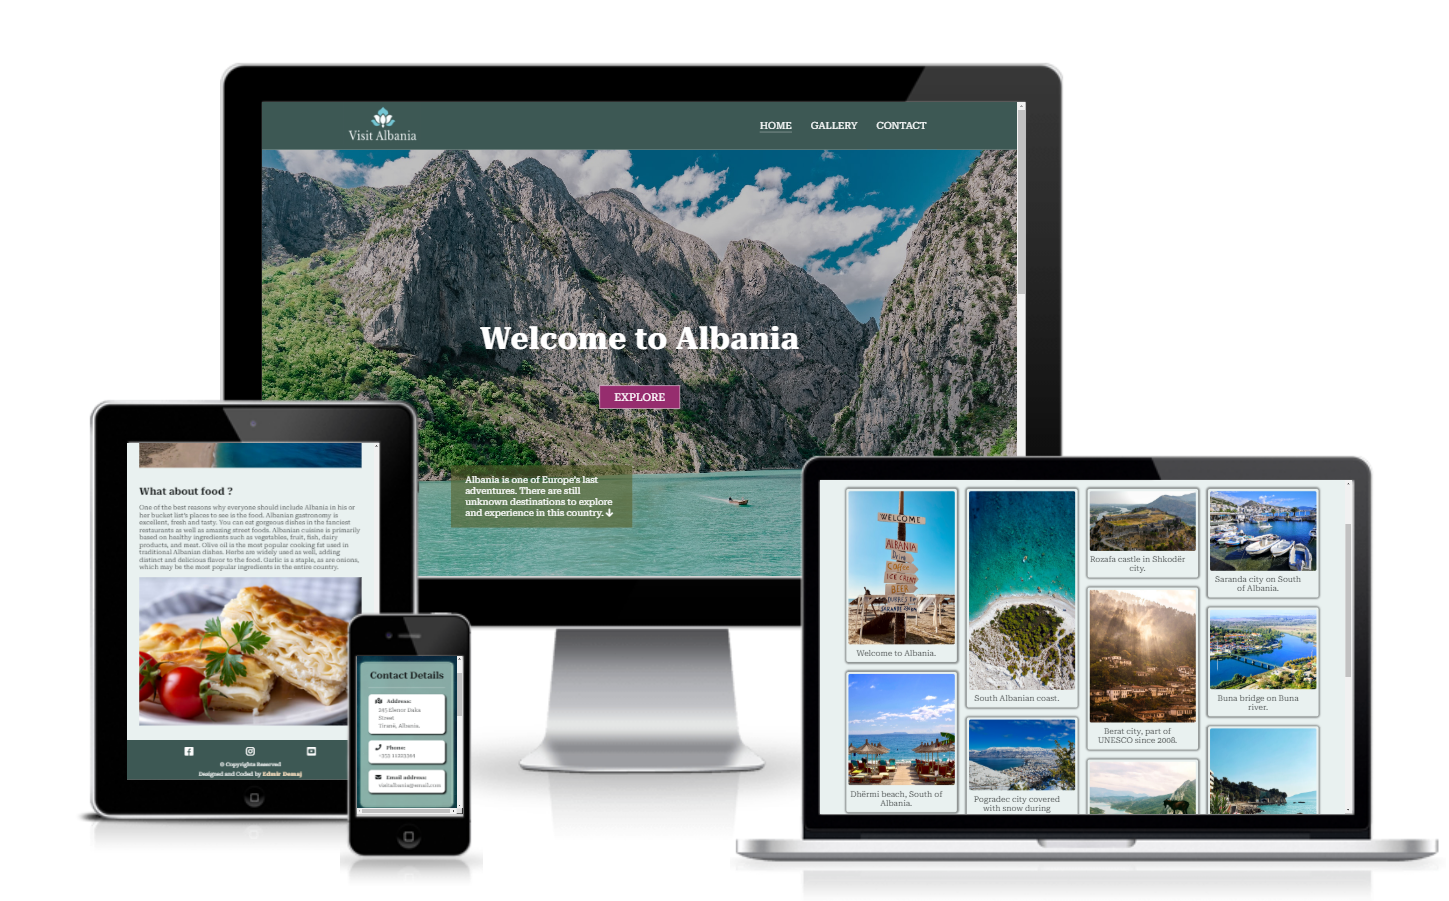 Visit Albania
HOME GALLERY CONTACT
Welcome to Albania
EXPLORE
Albania is one of Europe's last
adventures. There are still
unknown destinations to explore
and experience in this country.
What about food ?
One of the best reasons why everyone should include Albania in his or
her bucket list's places to see is the food. Albanian gastronomy is
excellent, fresh and tasty. You can eat gorgeous dishes in the fanciest
restaurants as well as amazing street foods. Albanian cuisine is primarily
based on healthy ingredients such as vegetables, fruit, fish, dairy
products, and meat. Olive oil is the most popular cooking fat used in
traditional Albanian dishes. Herbs are widely used as well, adding
distinct and delicious flavor to the food. Garlic is a staple, as are onions,
which may be the most popular ingredients in the entire country.
© Copyrights Reserved
Designed and Coded by Edmir Demaj
Contact Details
Address:
Street
Tiranë, Albania.
Phone:
Email address:
visitalbania@email.com
WELCOME
ALBANIA
COFFEE
ICE CREAM
BEER
Welcome to Albania.
Dhërmi beach, South of
Albania.
South Albanian coast.
Pogradec city covered
with snow during
Rozafa castle in Shkodër
city.
Berat city, part of
UNESCO since 2008.
Saranda city on South
of Albania.
Buna bridge on Buna
river.